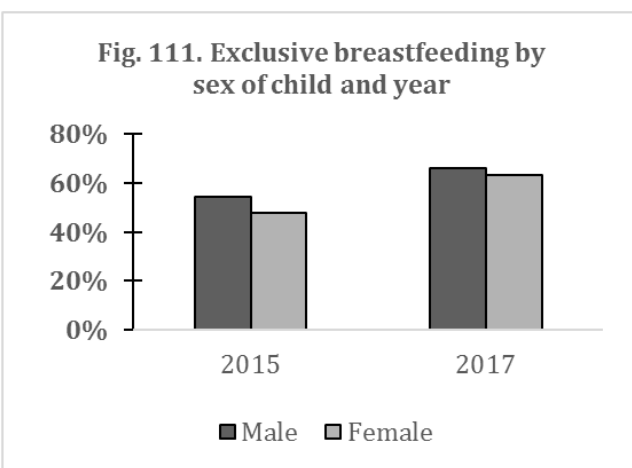 Fig. 111. Exclusive breastfeeding by
sex of child and year
80%
60%
40%
20%
0%
2015 2017
Male Female